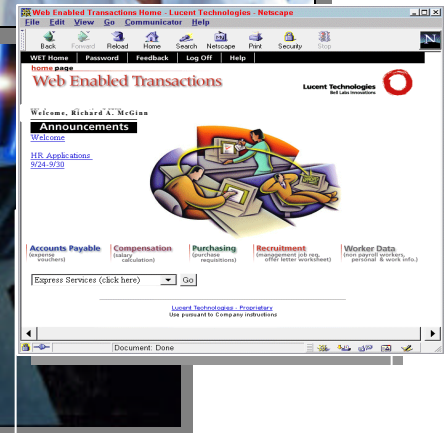 Web Enabled Transactions Home - Lucent Technologies - Netscape
File Edit View Go Communicator Help
Back Forward Reload Home Search Netscape Print Security Stop
N
WET Home Password Feedback Log Off Help
home page
Web Enabled Transactions
Lucent Technologies
Bell Labs Innovations
Welcome, Richard A. McGinn
Announcements
Welcome
HR Applications
9/24-9/30
Accounts Payable Compensation Purchasing Recruitment Worker Data
(expense (salary (purchase (management job req, (non payroll workers,
vouchers) calculation) requisitions) offer letter worksheet) personal & work info.)
Express Services (click here) Go
Lucent Technologies - Proprietary
Use pursuant to Company instructions
Document: Done